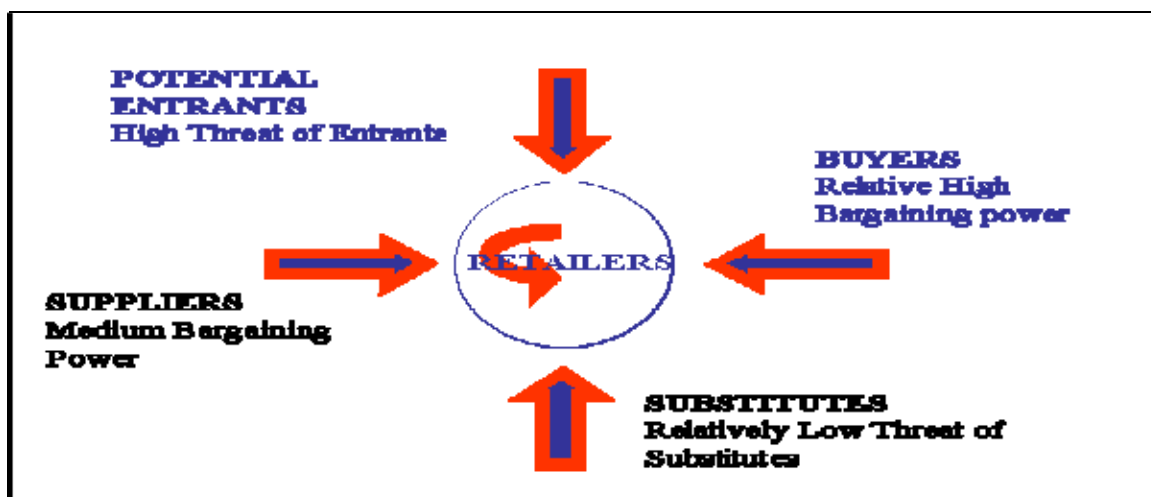 POTENTIAL
ENTRANTS
High Threat of Entrants
BUYERS
Relative High
Bargaining power
RETAILERS
SUPPLIERS
Medium Bargaining
Power
SUBSTITUTES
Relatively Low Threat of
Substitutes